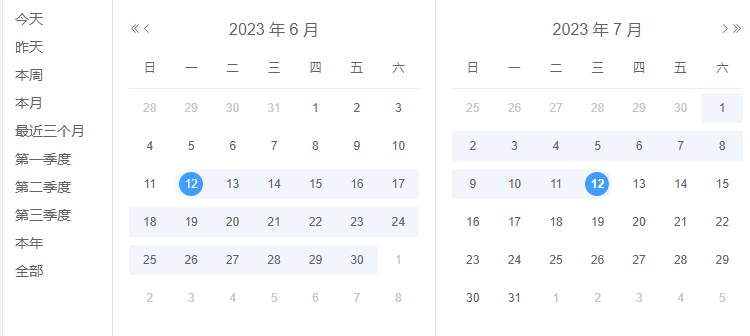 今天
昨天
本周
本月
最近三个月
第一季度
第二季度
第三季度
本年
全部
2023 年 6 月
日 一 二 三 四 五 六
28 29 30 31 1 2 3
4 5 6 7 8 9 10
11 12 13 14 15 16 17
18 19 20 21 22 23 24
25 26 27 28 29 30 1
2 3 4 5 6 7 8
2023 年 7 月
日 一 二 三 四 五 六
25 26 27 28 29 30 1
2 3 4 5 6 7 8
9 10 11 12 13 14 15
16 17 18 19 20 21 22
23 24 25 26 27 28 29
30 31 1 2 3 4 5